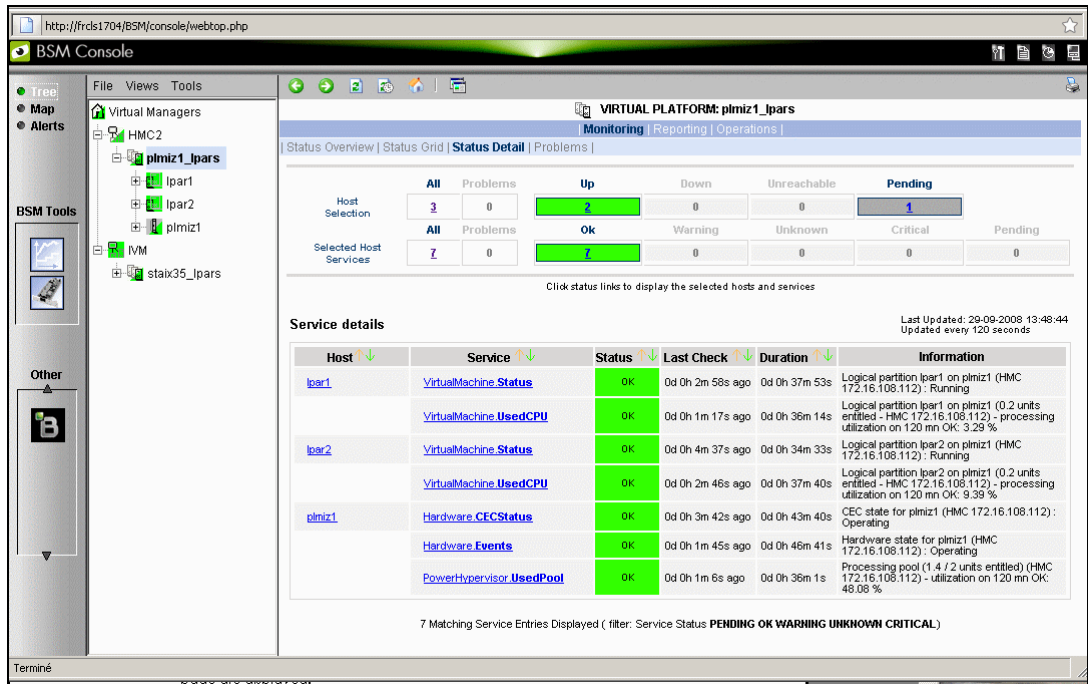 http://frcls1704/BSM/console/webtop.php
BSM Console
Tree
Map
Alerts
BSM Tools
Other
File Views Tools
Virtual Managers
HMC2
plmiz1_lpars
lpar1
lpar2
plmiz1
IVM
staix35_lpars
VIRTUAL PLATFORM: plmiz1_lpars
| Monitoring | Reporting | Operations |
| Status Overview | Status Grid | Status Detail | Problems |
All Problems Up Down Unreachable Pending
Host Selection 3 0 2 0 0 1
All Problems Ok Warning Unknown Critical Pending
Selected Host Services 7 0 7 0 0 0 0
Click status links to display the selected hosts and services
Service details
Last Updated: 29-09-2008 13:48:44
Updated every 120 seconds
Host Service Status Last Check Duration Information
lpar1 VirtualMachine.Status OK 0d 0h 2m 58s ago 0d 0h 37m 53s Logical partition lpar1 on plmiz1 (HMC
172.16.108.112) : Running
VirtualMachine.UsedCPU OK 0d 0h 1m 17s ago 0d 0h 36m 14s Logical partition lpar1 on plmiz1 (0.2 units
entitled - HMC 172.16.108.112) - processing
utilization on 120 mn OK: 3.29 %
lpar2 VirtualMachine.Status OK 0d 0h 4m 37s ago 0d 0h 34m 33s Logical partition lpar2 on plmiz1 (HMC
172.16.108.112) : Running
VirtualMachine.UsedCPU OK 0d 0h 2m 46s ago 0d 0h 37m 40s Logical partition lpar2 on plmiz1 (0.2 units
entitled - HMC 172.16.108.112) - processing
utilization on 120 mn OK: 9.39 %
plmiz1 Hardware.CECStatus OK 0d 0h 3m 42s ago 0d 0h 43m 40s CEC state for plmiz1 (HMC 172.16.108.112) :
Operating
Hardware.Events OK 0d 0h 1m 45s ago 0d 0h 46m 41s Hardware state for plmiz1 (HMC
172.16.108.112) : Operating
PowerHypervisor.UsedPool OK 0d 0h 1m 6s ago 0d 0h 36m 1s Processing pool (1.4 / 2 units entitled) (HMC
172.16.108.112) - utilization on 120 mn OK:
48.08 %
7 Matching Service Entries Displayed ( filter: Service Status PENDING OK WARNING UNKNOWN CRITICAL)
Terminé